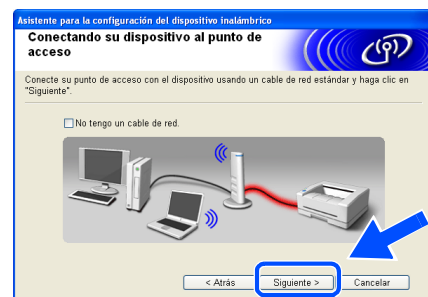 Asistente para la configuración del dispositivo inalámbrico
Conectando su dispositivo al punto de
acceso
Conecte su punto de acceso con el dispositivo usando un cable de red estándar y haga clic en
"Siguiente".
No tengo un cable de red.
< Atrás
Siguiente >
Cancelar